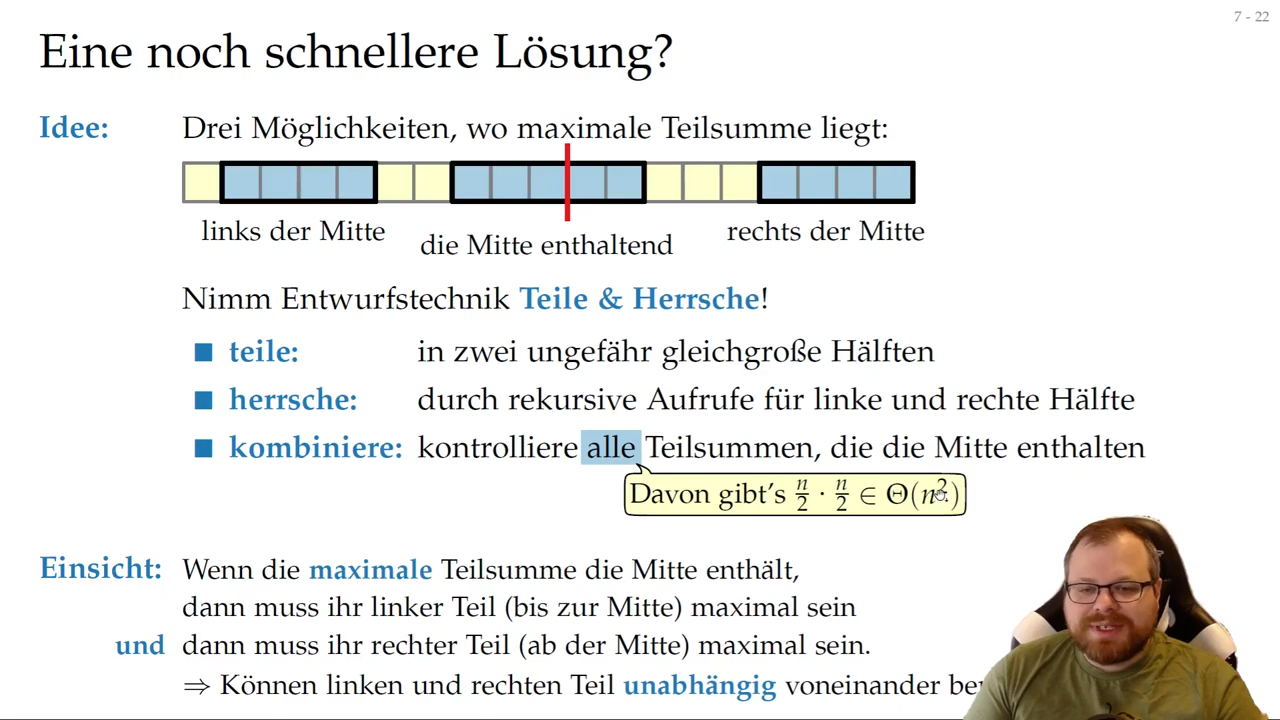 7 - 22
Eine noch schnellere Lösung?
Idee: Drei Möglichkeiten, wo maximale Teilsumme liegt:
links der Mitte
die Mitte enthaltend
rechts der Mitte
Nimm Entwurfstechnik Teile & Herrsche!
■ teile: in zwei ungefähr gleichgroße Hälften
■ herrsche: durch rekursive Aufrufe für linke und rechte Hälfte
■ kombiniere: kontrolliere alle Teilsummen, die die Mitte enthalten
Davon gibt's n/2 · n/2 ∈ Θ(n²)
Einsicht: Wenn die maximale Teilsumme die Mitte enthält,
dann muss ihr linker Teil (bis zur Mitte) maximal sein
und dann muss ihr rechter Teil (ab der Mitte) maximal sein.
⇒ Können linken und rechten Teil unabhängig voneinander